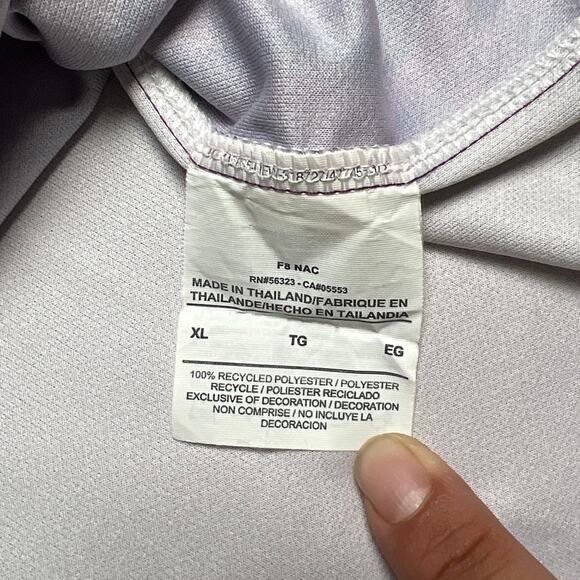 F8 NAC
RN#56323 - CA#05553
MADE IN THAILAND/FABRIQUE EN
THAILANDE/HECHO EN TAILANDIA
XL TG EG
100% RECYCLED POLYESTER / POLYESTER
RECYCLE / POLIESTER RECICLADO
EXCLUSIVE OF DECORATION / DECORATION
NON COMPRISE / NO INCLUYE LA
DECORACION